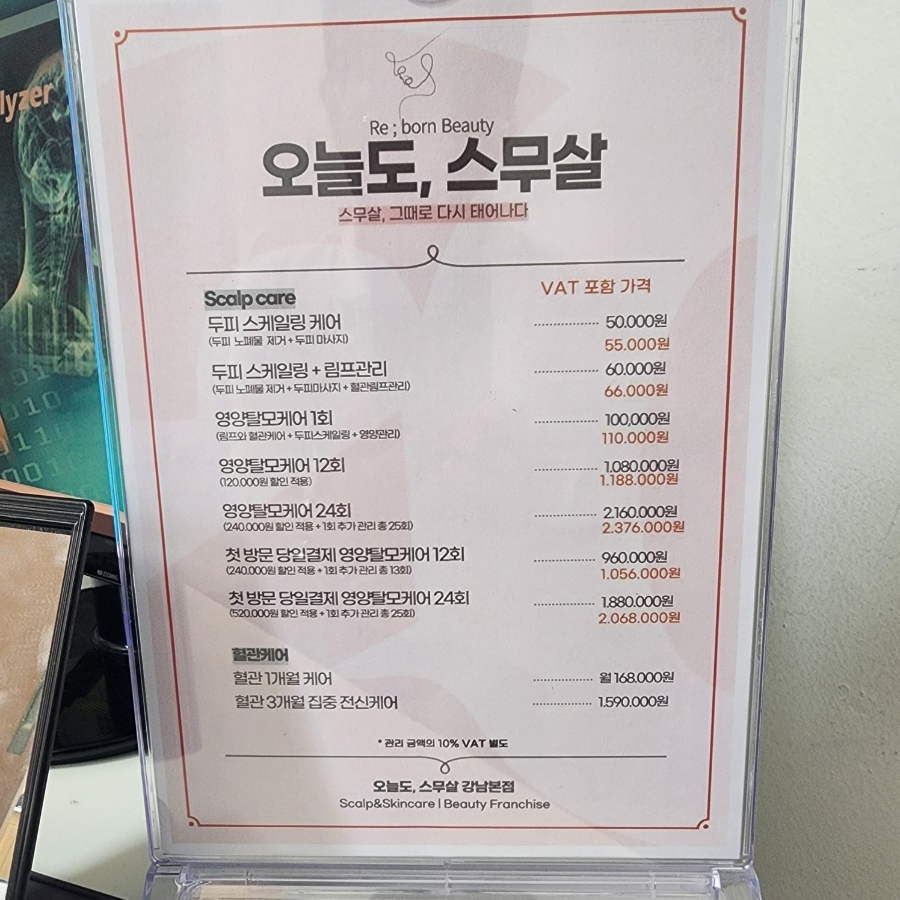 lyzer
Re ; born Beauty
오늘도, 스무살
스무살, 그때로 다시 태어나다
Scalp care
VAT 포함 가격
두피 스케일링 케어 ---------------- 50.000원
(두피 노폐물 제거 + 두피 마사지) 55.000원
두피 스케일링 + 림프관리 ---------------- 60.000원
(두피 노폐물 제거 + 두피마사지 + 혈관림프관리) 66.000원
영양탈모케어 1회 ---------------- 100,000원
(림프와 혈관케어 + 두피스케일링 + 영양관리) 110.000원
영양탈모케어 12회 ---------------- 1.080.000원
(120.000원 할인 적용) 1.188.000원
영양탈모케어 24회 ---------------- 2.160.000원
(240.000원 할인 적용 + 1회 추가 관리 총 25회) 2.376.000원
첫 방문 당일결제 영양탈모케어 12회 ---------------- 960.000원
(240.000원 할인 적용 + 1회 추가 관리 총 13회) 1.056.000원
첫 방문 당일결제 영양탈모케어 24회 ---------------- 1.880.000원
(520.000원 할인 적용 + 1회 추가 관리 총 25회) 2.068.000원
혈관케어
혈관 1개월 케어 ---------------- 월 168.000원
혈관 3개월 집중 전신케어 ---------------- 1.590.000원
* 관리 금액의 10% VAT 별도
오늘도, 스무살 강남본점
Scalp&Skincare | Beauty Franchise